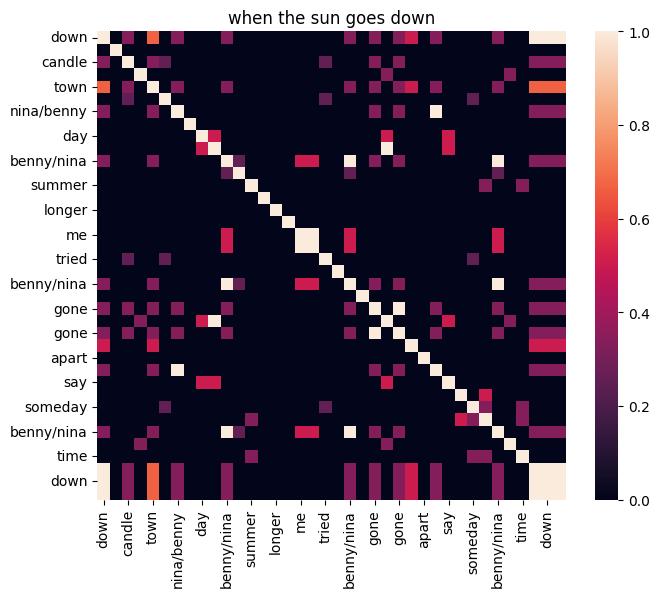 when the sun goes down
down
candle
town
nina/benny
day
benny/nina
summer
longer
me
tried
benny/nina
gone
gone
apart
say
someday
benny/nina
time
down
1.0
0.8
0.6
0.4
0.2
0.0
down
candle
town
nina/benny
day
benny/nina
summer
longer
me
tried
benny/nina
gone
gone
apart
say
someday
benny/nina
time
down